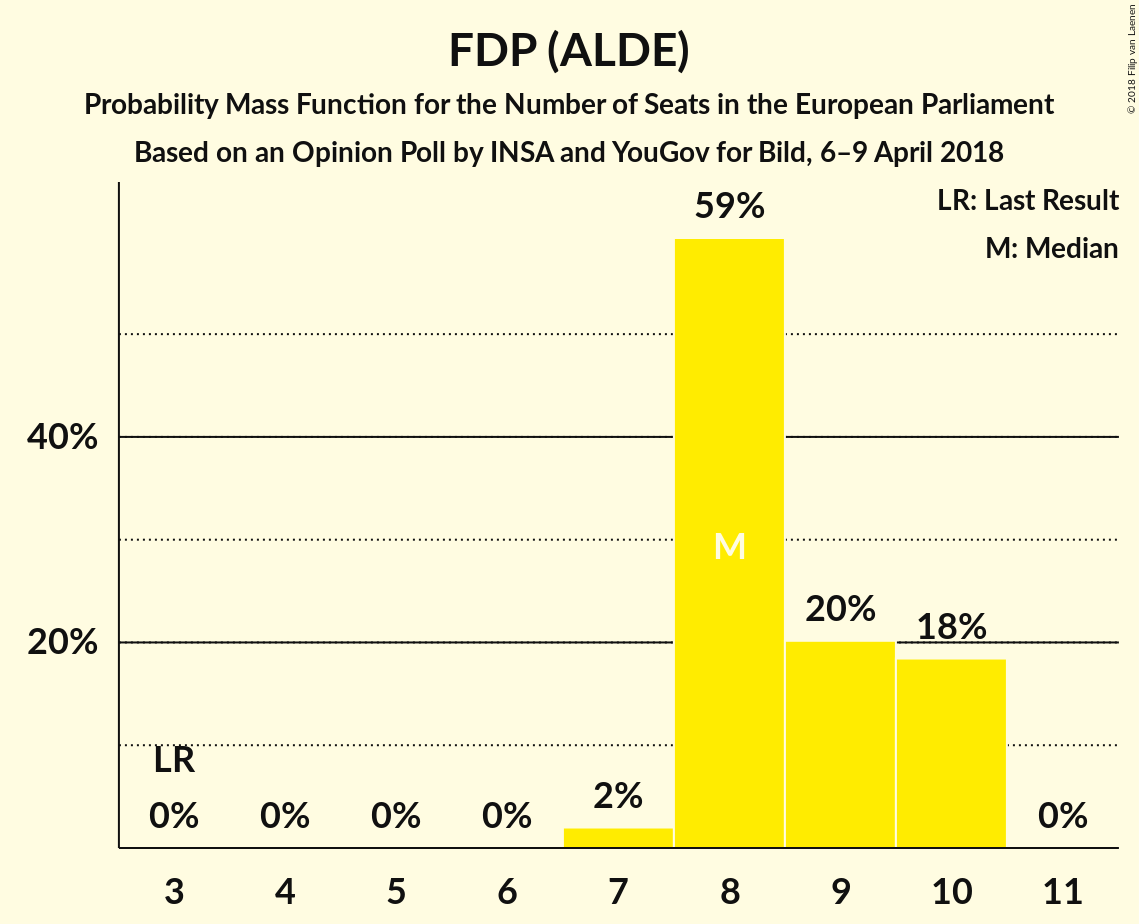 FDP (ALDE)
Probability Mass Function for the Number of Seats in the European Parliament
Based on an Opinion Poll by INSA and YouGov for Bild, 6–9 April 2018
© 2018 Filip van Laenen
LR: Last Result
M: Median
59%
40%
M
20%
20%
18%
LR
0%
0%
0%
0%
2%
0%
3
4
5
6
7
8
9
10
11